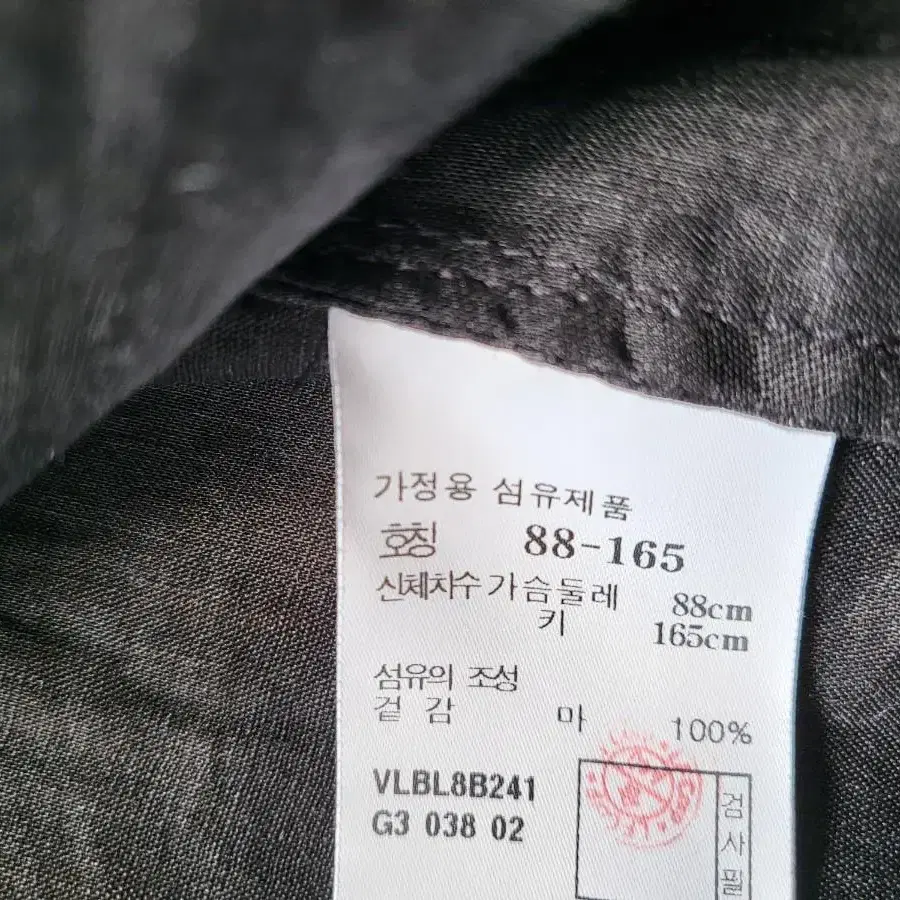 가정용 섬유제품
호칭 88-165
신체치수 가슴둘레 88cm
키 165cm
섬유의 조성
겉감 마 100%
VLBL8B241
G3 038 02
검사필